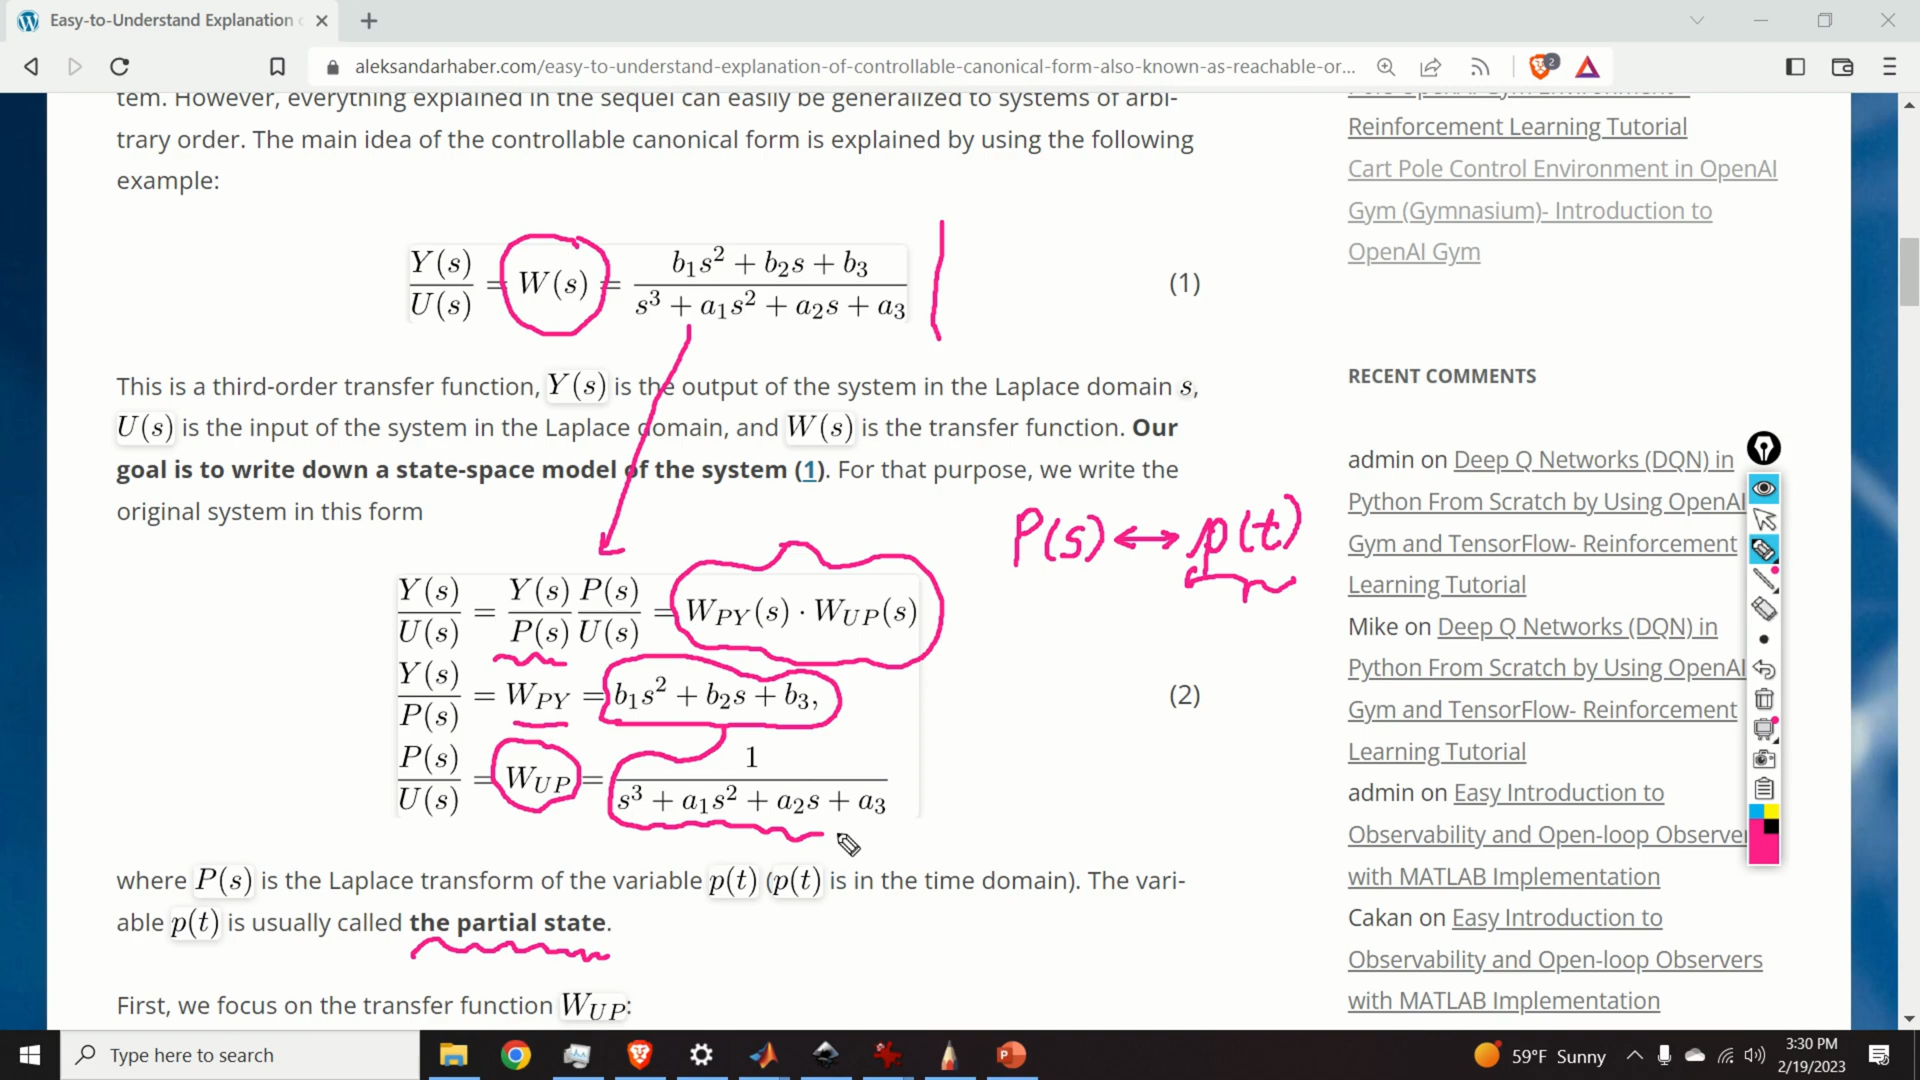 Easy-to-Understand Explanation o
aleksandarhaber.com/easy-to-understand-explanation-of-controllable-canonical-form-also-known-as-reachable-or...
2
tem. However, everything explained in the sequel can easily be generalized to systems of arbi-
trary order. The main idea of the controllable canonical form is explained by using the following
example:
Y(s)/U(s) = W(s) = (b₁s² + b₂s + b₃)/(s³ + a₁s² + a₂s + a₃) (1)
This is a third-order transfer function, Y(s) is the output of the system in the Laplace domain s,
U(s) is the input of the system in the Laplace domain, and W(s) is the transfer function. Our
goal is to write down a state-space model of the system (1). For that purpose, we write the
original system in this form
P(s) ↔ p(t)
Y(s)/U(s) = Y(s)/P(s) P(s)/U(s) = W_PY(s) · W_UP(s)
Y(s)/P(s) = W_PY = b₁s² + b₂s + b₃, (2)
P(s)/U(s) = W_UP = 1/(s³ + a₁s² + a₂s + a₃)
where P(s) is the Laplace transform of the variable p(t) (p(t) is in the time domain). The vari-
able p(t) is usually called the partial state.
First, we focus on the transfer function W_UP:
Reinforcement Learning Tutorial
Cart Pole Control Environment in OpenAI
Gym (Gymnasium)- Introduction to
OpenAI Gym
RECENT COMMENTS
admin on Deep Q Networks (DQN) in
Python From Scratch by Using OpenAI
Gym and TensorFlow- Reinforcement
Learning Tutorial
Mike on Deep Q Networks (DQN) in
Python From Scratch by Using OpenAI
Gym and TensorFlow- Reinforcement
Learning Tutorial
admin on Easy Introduction to
Observability and Open-loop Observer
with MATLAB Implementation
Cakan on Easy Introduction to
Observability and Open-loop Observers
with MATLAB Implementation
Type here to search
59°F Sunny
3:30 PM
2/19/2023